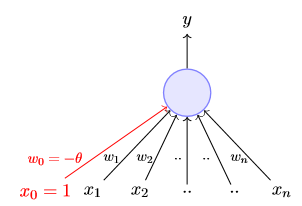 y
w₀ = −θ w₁ w₂ .. .. wₙ
x₀ = 1 x₁ x₂ .. .. xₙ